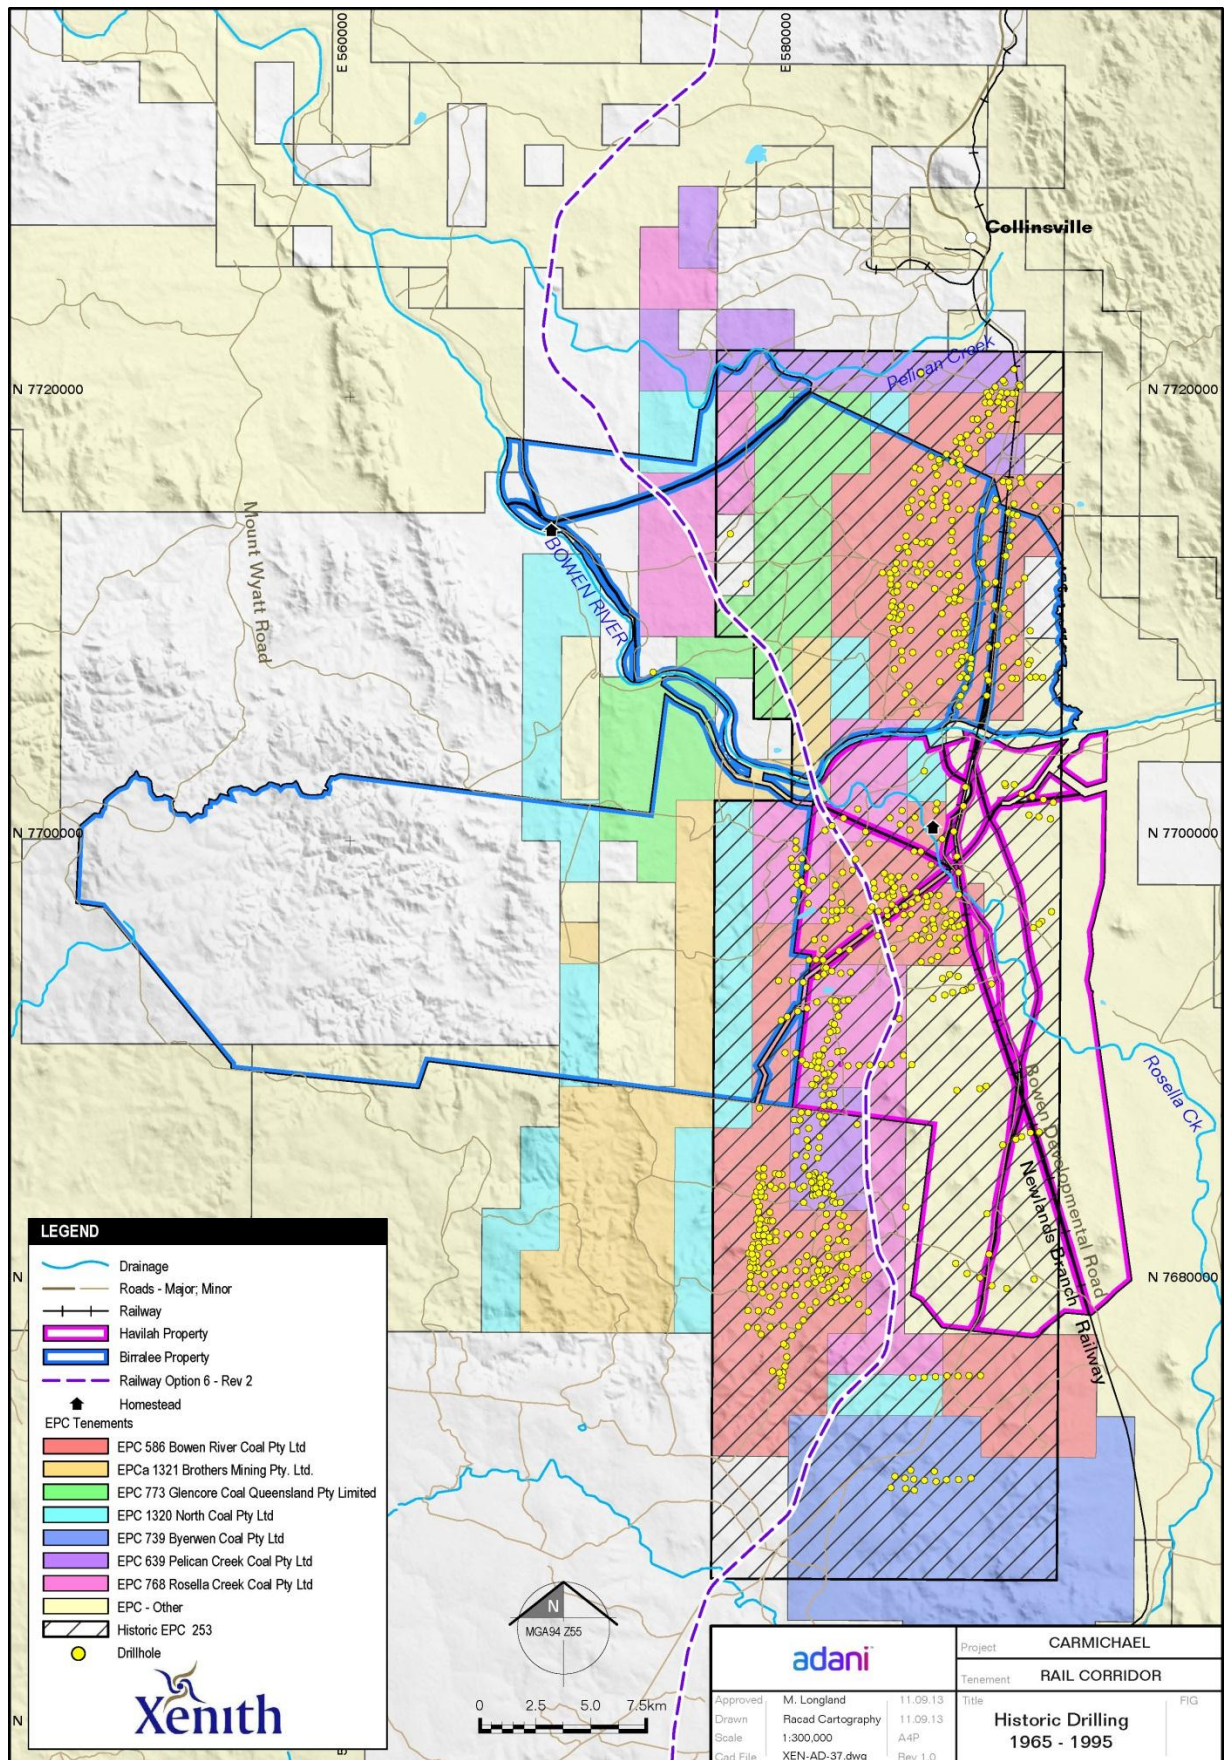 E 560000
E 580000
Collinsville
Pelican Creek
N 7720000
N 7720000
Mount Wyatt Road
BOWEN RIVER
N 7700000
N 7700000
Rosella Ck
Bowen Developmental Road
Newlands Branch Railway
N 7680000
N
N
E
LEGEND
Drainage
Roads - Major; Minor
Railway
Havilah Property
Birralee Property
Railway Option 6 - Rev 2
Homestead
EPC Tenements
EPC 586 Bowen River Coal Pty Ltd
EPCa 1321 Brothers Mining Pty. Ltd.
EPC 773 Glencore Coal Queensland Pty Limited
EPC 1320 North Coal Pty Ltd
EPC 739 Byerwen Coal Pty Ltd
EPC 639 Pelican Creek Coal Pty Ltd
EPC 768 Rosella Creek Coal Pty Ltd
EPC - Other
Historic EPC 253
Drillhole
Xenith
N
MGA94 Z55
0 2.5 5.0 7.5km
adani
Project CARMICHAEL
Tenement RAIL CORRIDOR
Approved M. Longland 11.09.13
Drawn Racad Cartography 11.09.13
Scale 1:300,000 A4P
Cad File XEN-AD-37.dwg Rev 1.0
Title FIG
Historic Drilling
1965 - 1995